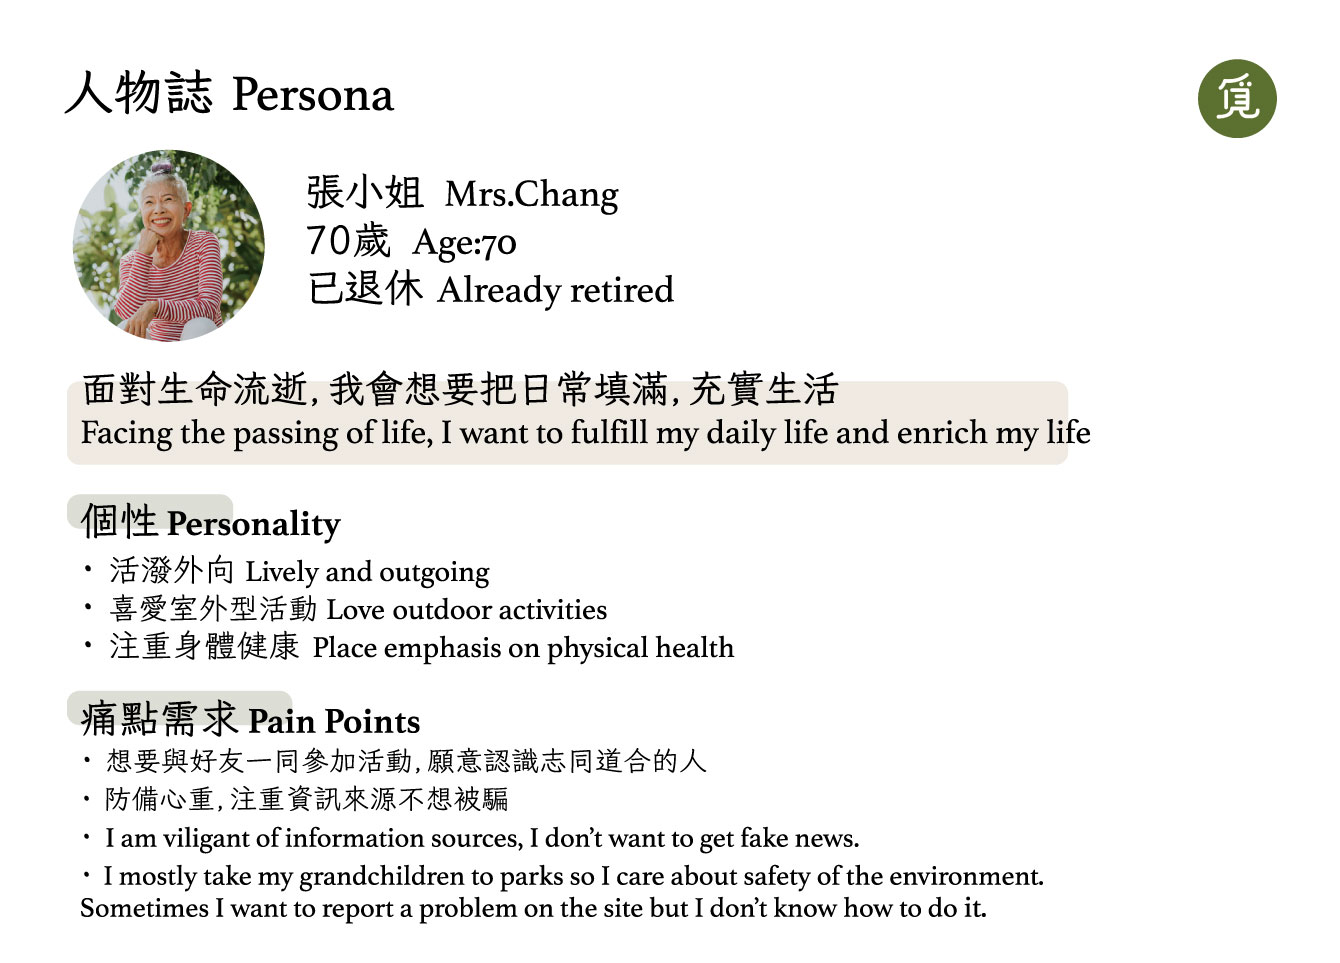 人物誌 Persona
覓
張小姐 Mrs.Chang
70歲 Age:70
已退休 Already retired
面對生命流逝, 我會想要把日常填滿, 充實生活
Facing the passing of life, I want to fulfill my daily life and enrich my life
個性 Personality
· 活潑外向 Lively and outgoing
· 喜愛室外型活動 Love outdoor activities
· 注重身體健康 Place emphasis on physical health
痛點需求 Pain Points
· 想要與好友一同參加活動, 願意認識志同道合的人
· 防備心重, 注重資訊來源不想被騙
· I am viligant of information sources, I don't want to get fake news.
· I mostly take my grandchildren to parks so I care about safety of the environment.
Sometimes I want to report a problem on the site but I don't know how to do it.